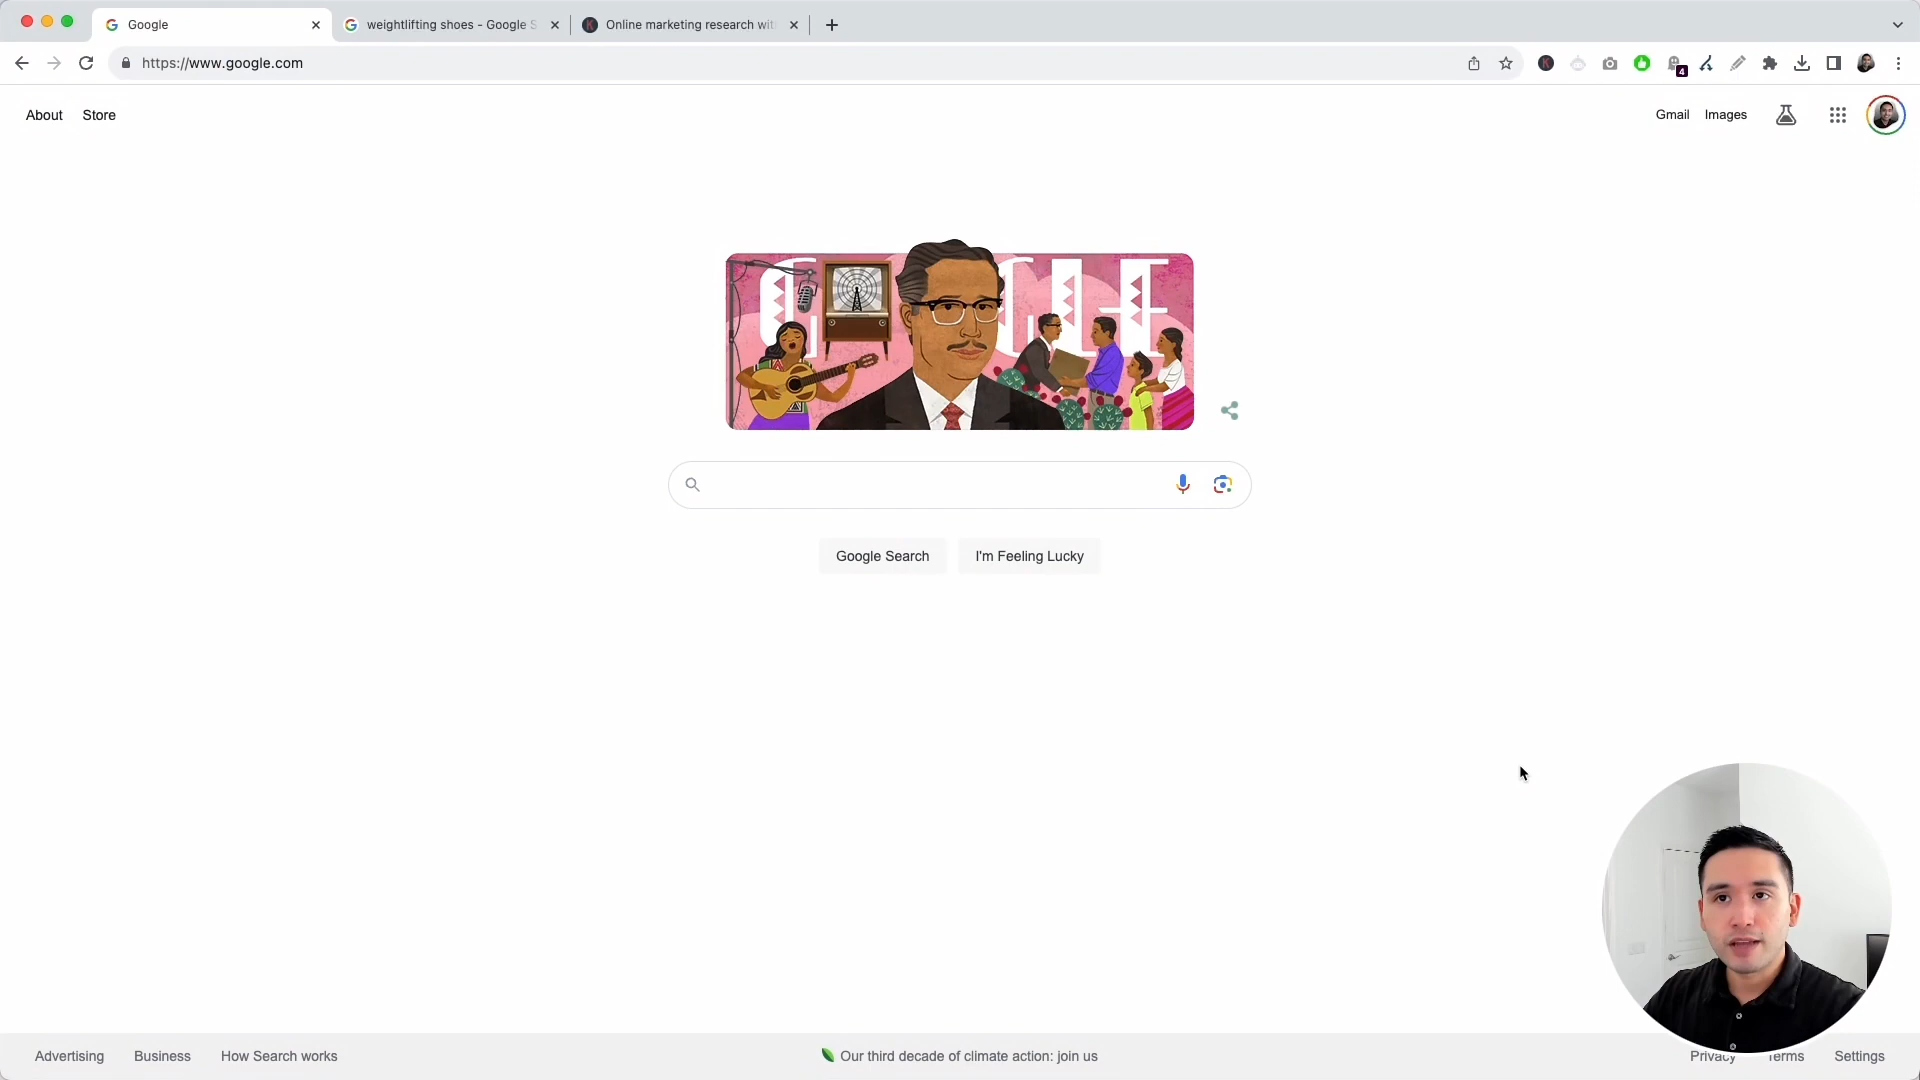 Google
weightlifting shoes - Google S
Online marketing research wit
https://www.google.com
4
About
Store
Gmail
Images
Google Search
I'm Feeling Lucky
Advertising
Business
How Search works
Our third decade of climate action: join us
Privacy
Terms
Settings